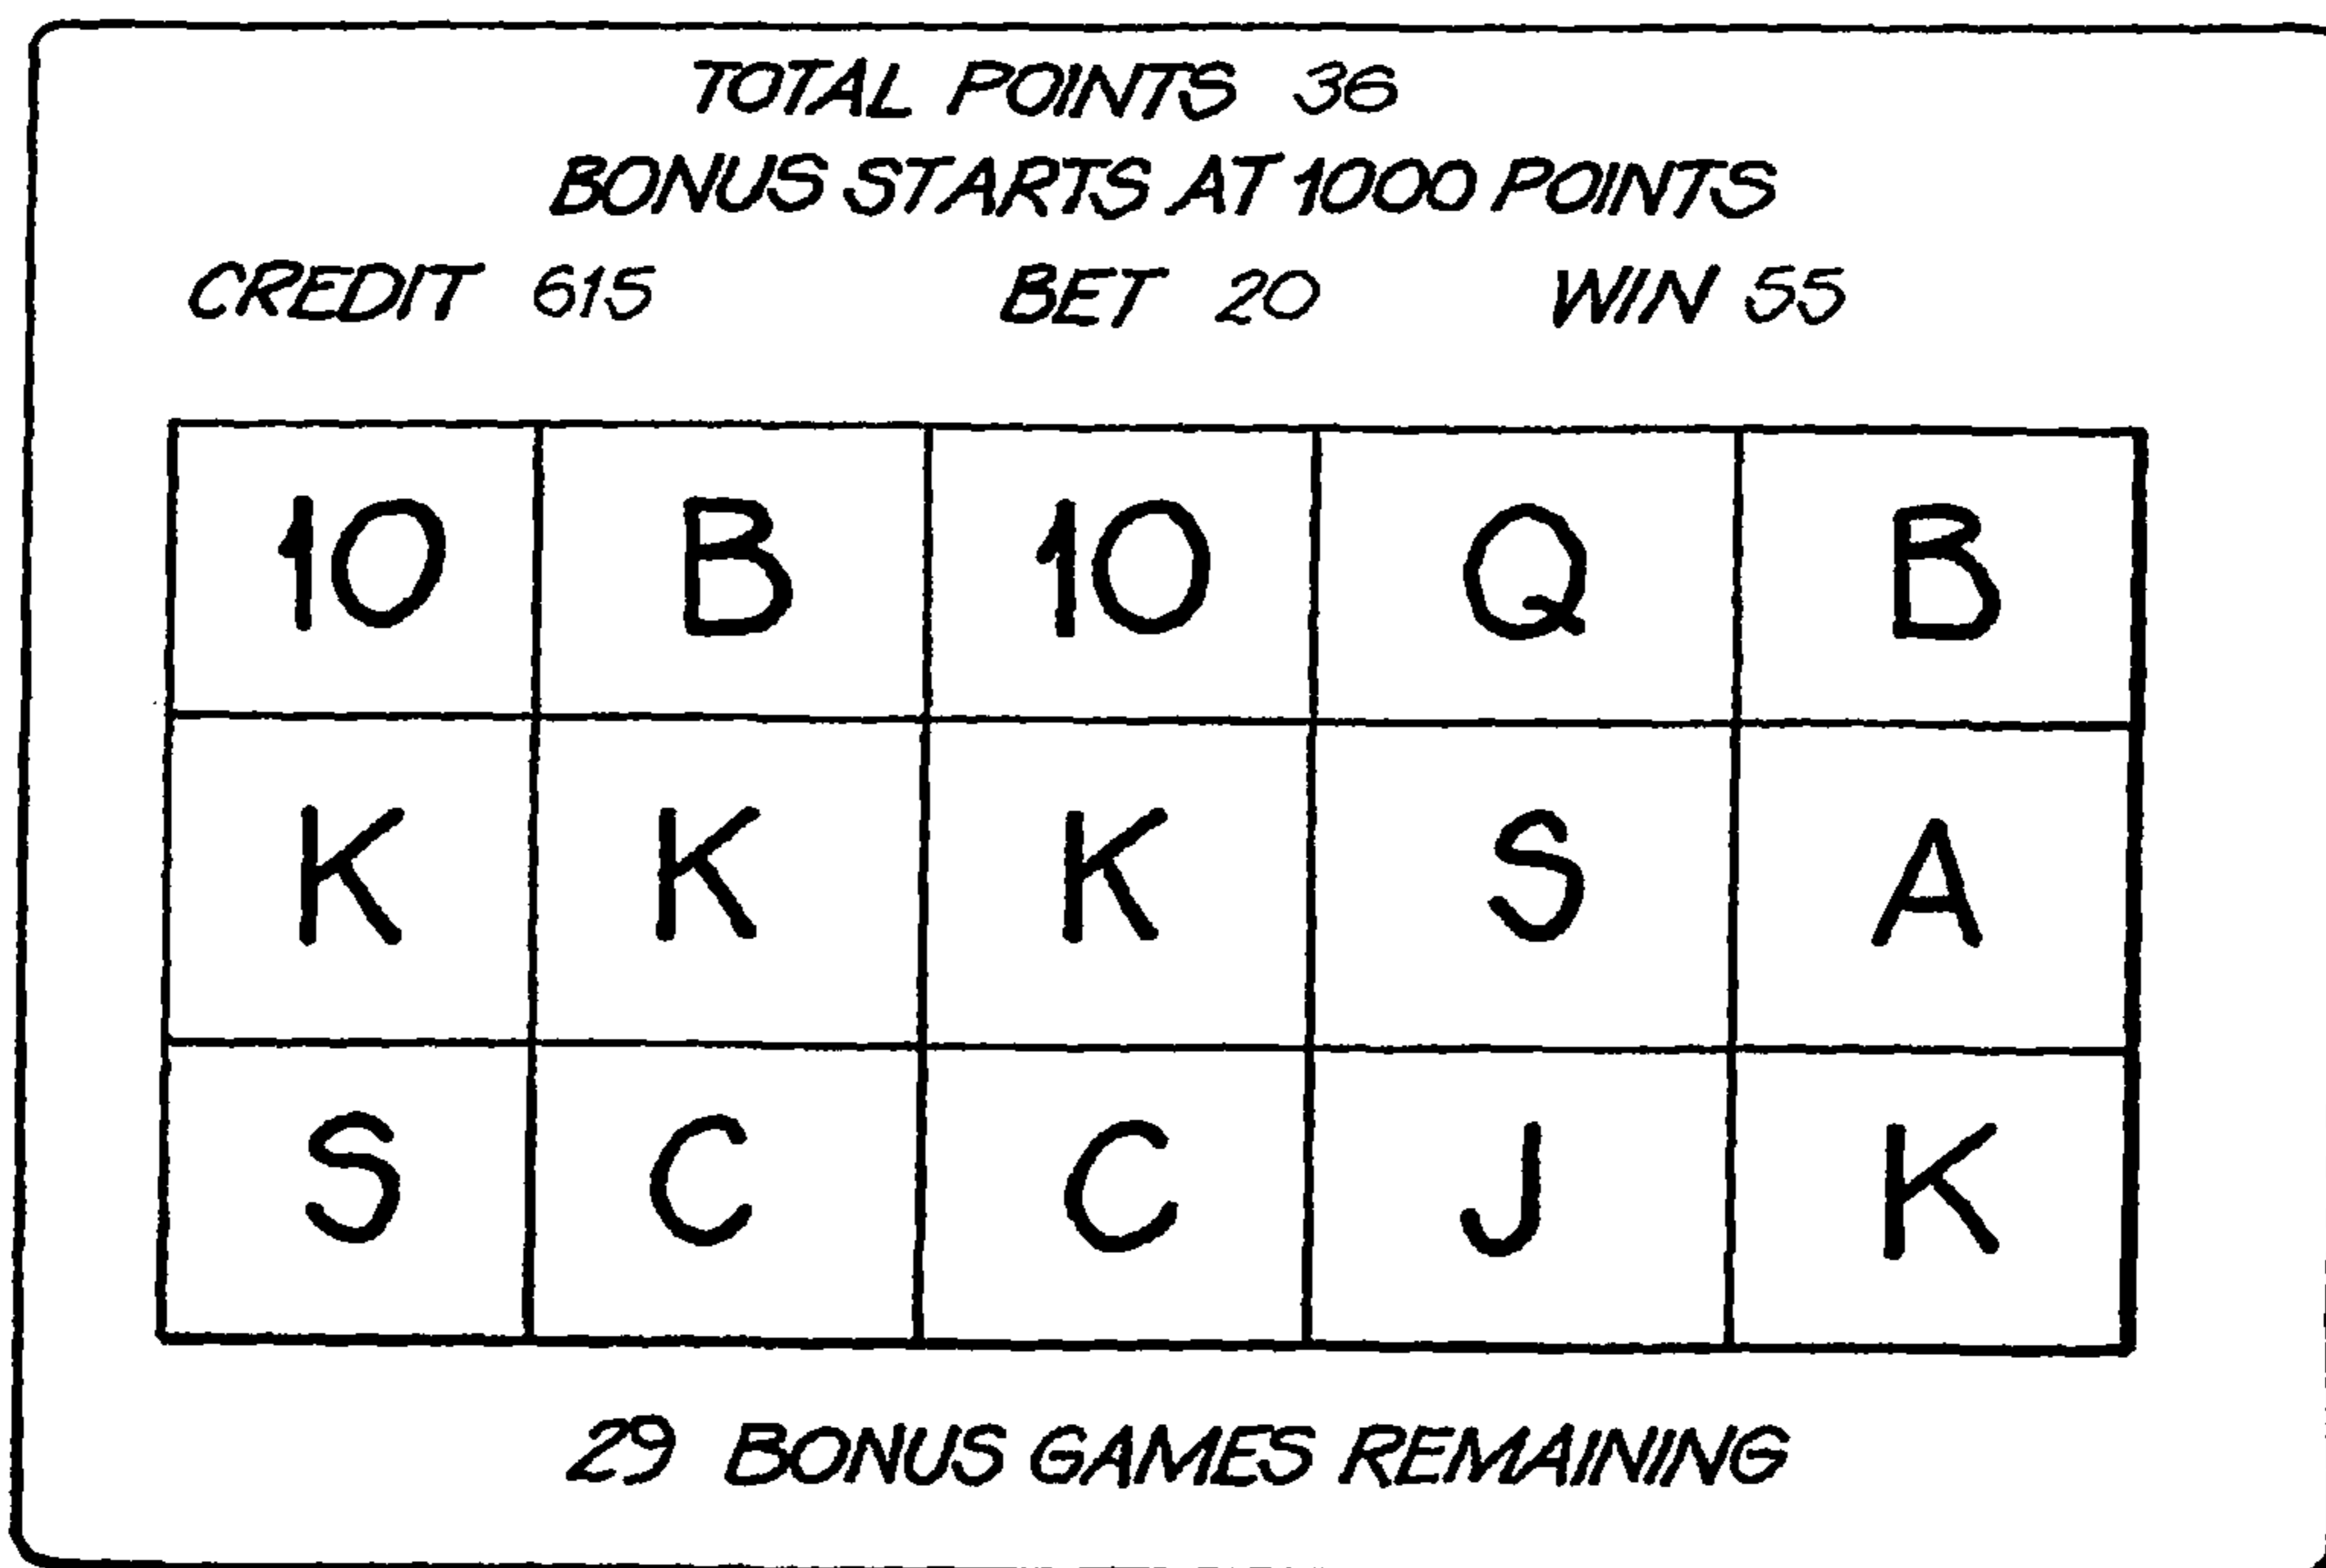 TOTAL POINTS 36
BONUS STARTS AT 1000 POINTS
CREDIT 615 BET 20 WIN 55
10 B 10 Q B
K K K S A
S C C J K
29 BONUS GAMES REMAINING